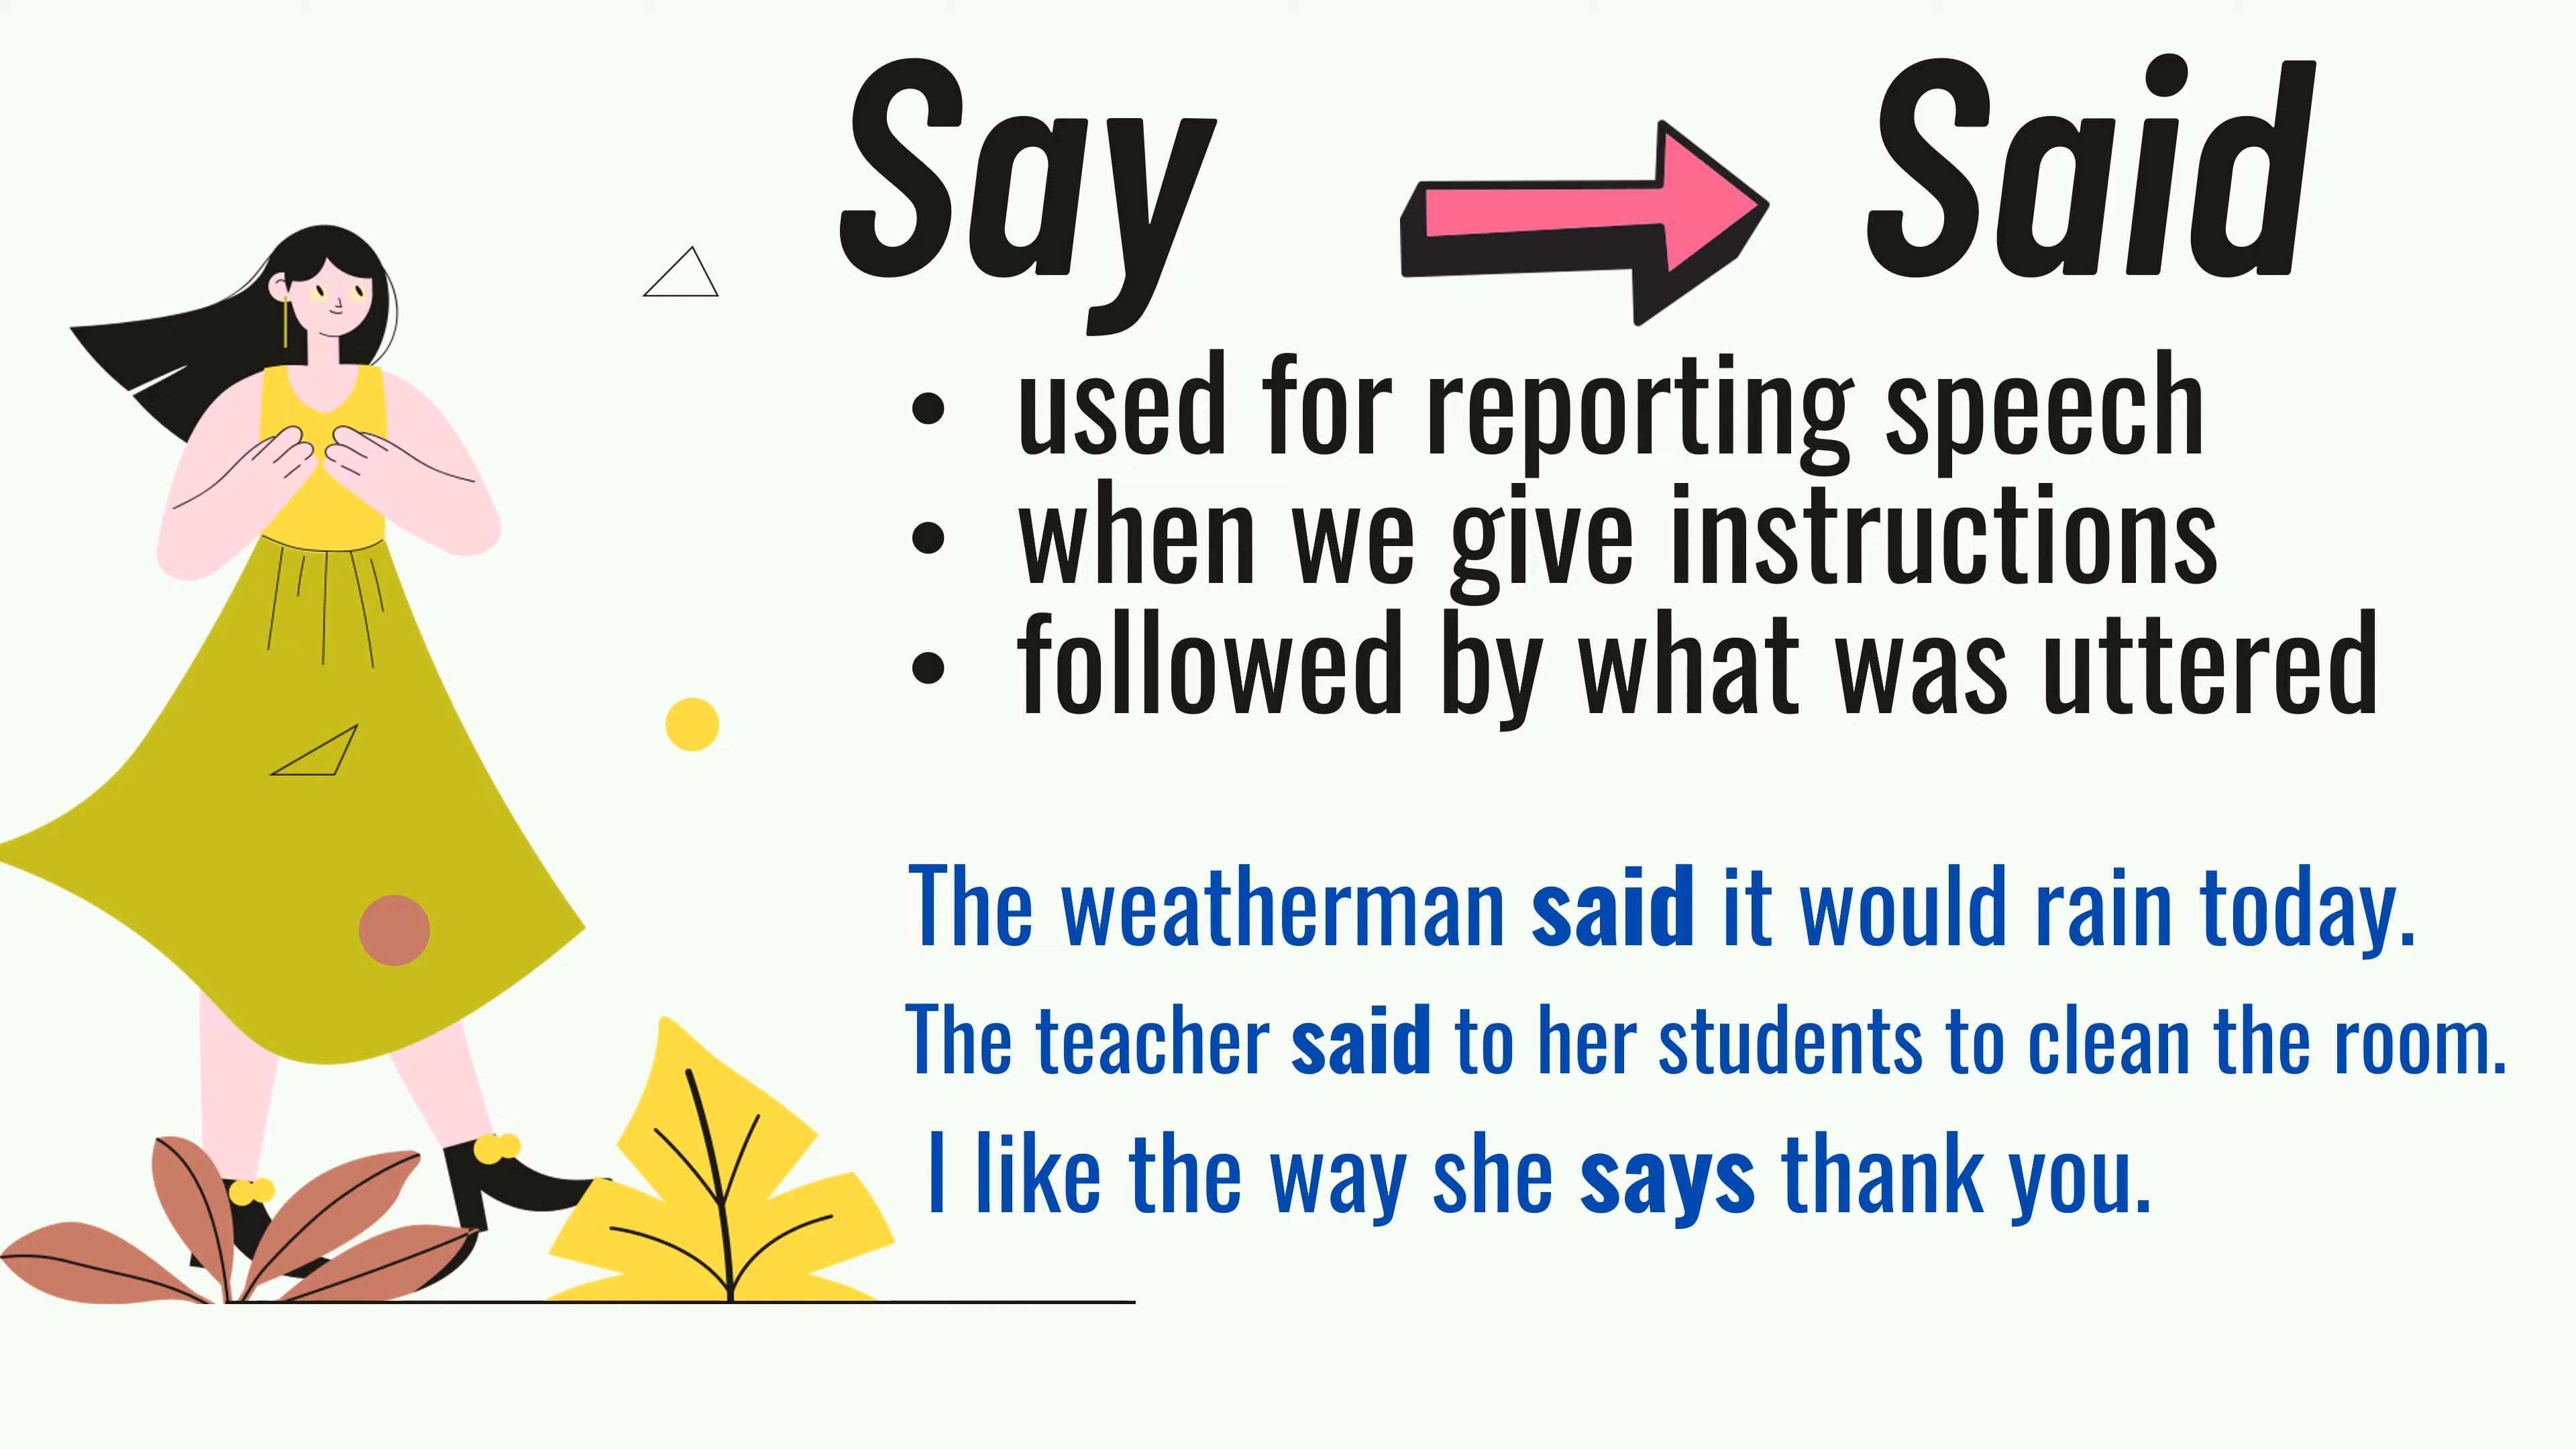 Say Said
• used for reporting speech
• when we give instructions
• followed by what was uttered
The weatherman said it would rain today.
The teacher said to her students to clean the room.
I like the way she says thank you.